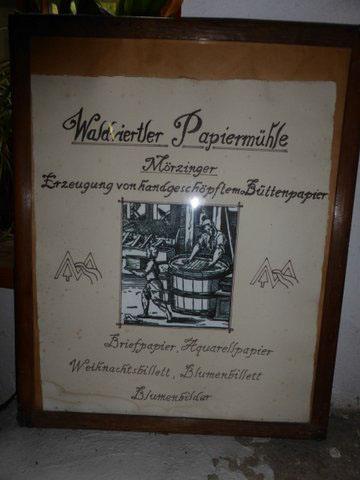 Waldviertler Papiermühle
Mörzinger
Erzeugung von handgeschöpftem Büttenpapier
Briefpapier, Aquarellpapier
Weihnachtsbillett, Blumenbillett
Blumenbilder